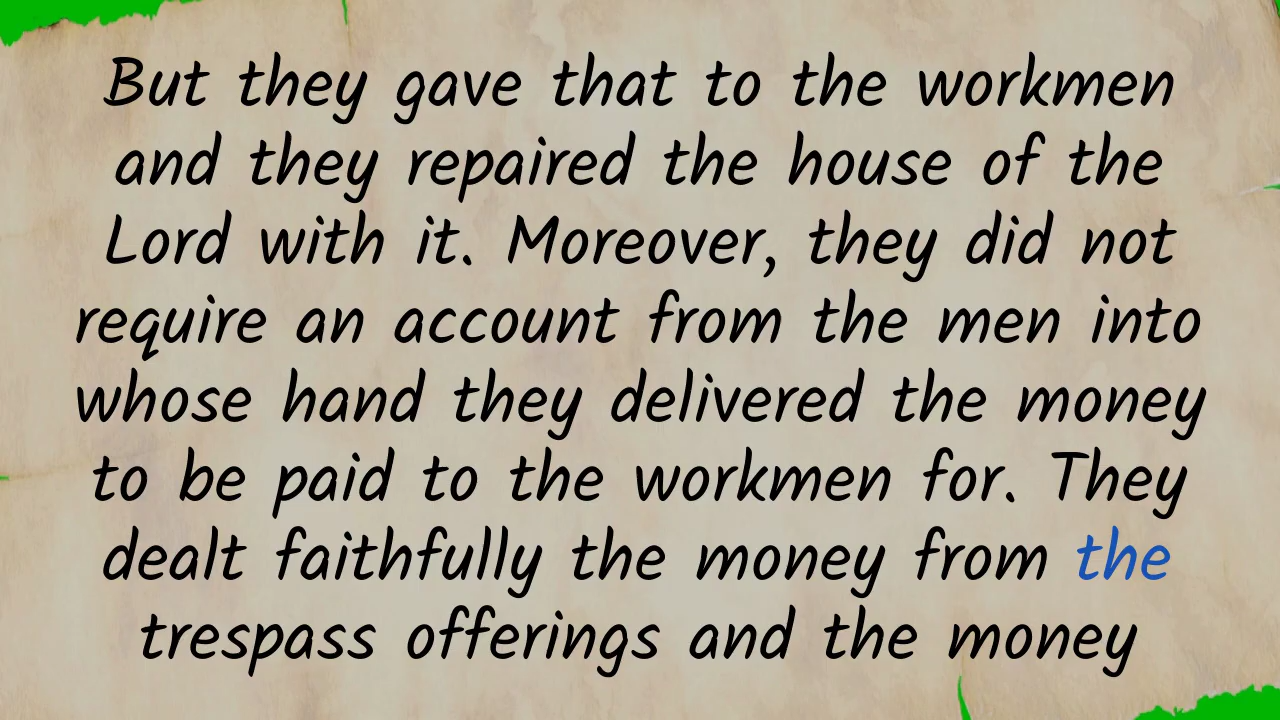 But they gave that to the workmen
and they repaired the house of the
Lord with it. Moreover, they did not
require an account from the men into
whose hand they delivered the money
to be paid to the workmen for. They
dealt faithfully the money from the
trespass offerings and the money